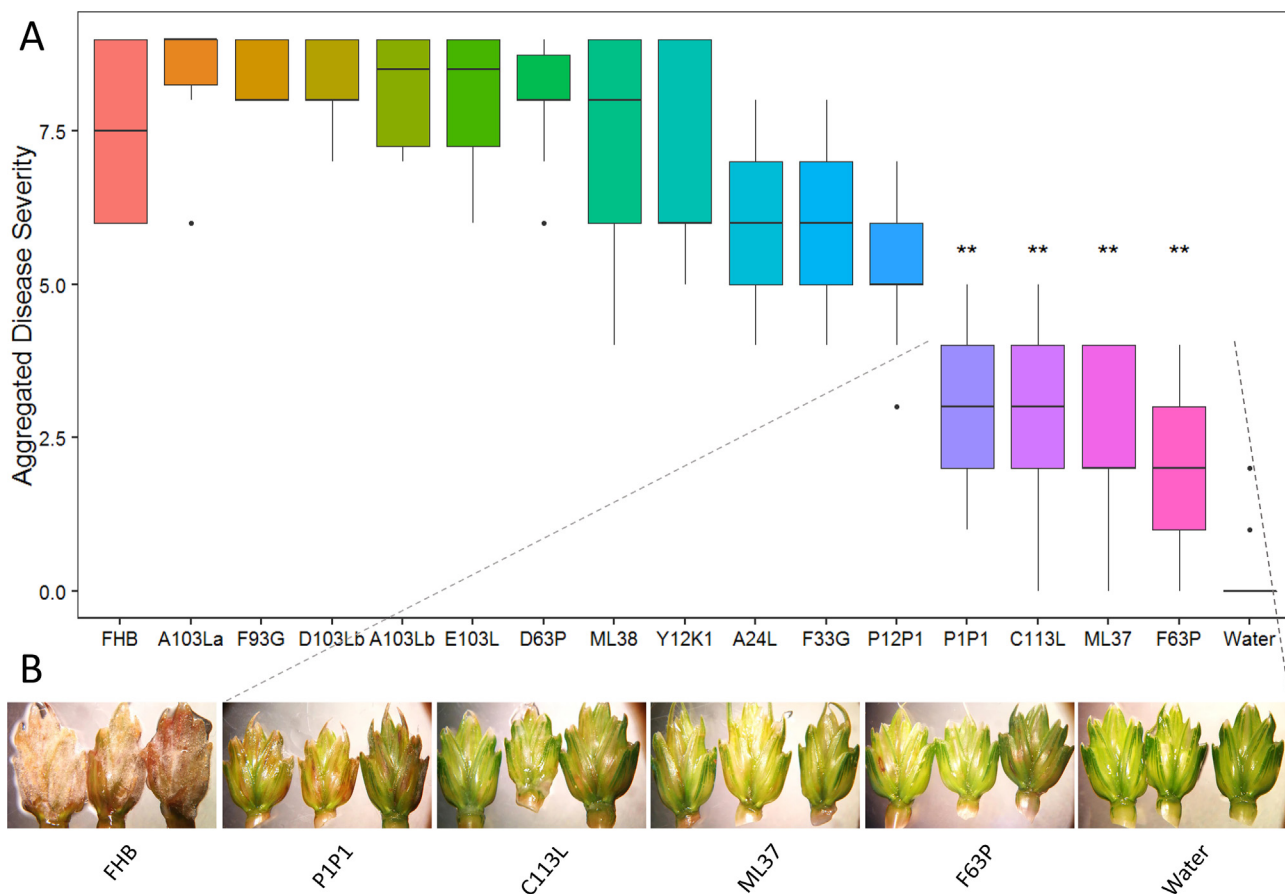 A
Aggregated Disease Severity
7.5
5.0
2.5
0.0
** ** ** **
FHB A103La F93G D103Lb A103Lb E103L D63P ML38 Y12K1 A24L F33G P12P1 P1P1 C113L ML37 F63P Water
B
FHB P1P1 C113L ML37 F63P Water